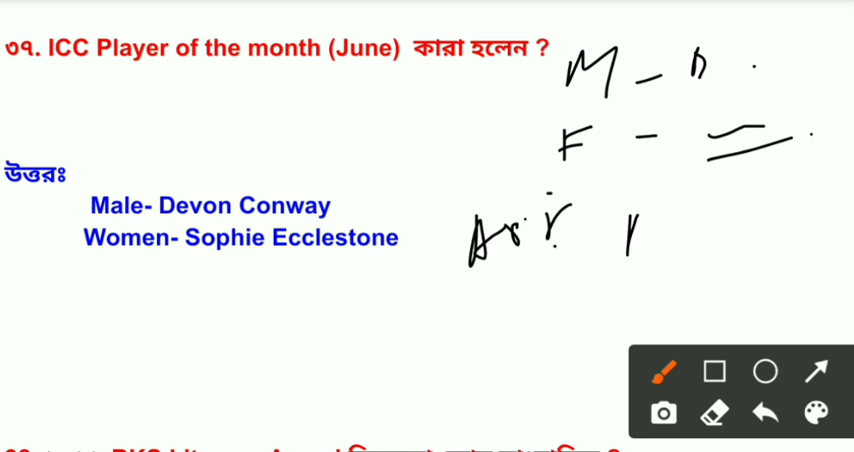 ৩৭. ICC Player of the month (June) কারা হলেন ?
M - D .
F -
উত্তরঃ
Male- Devon Conway
Women- Sophie Ecclestone